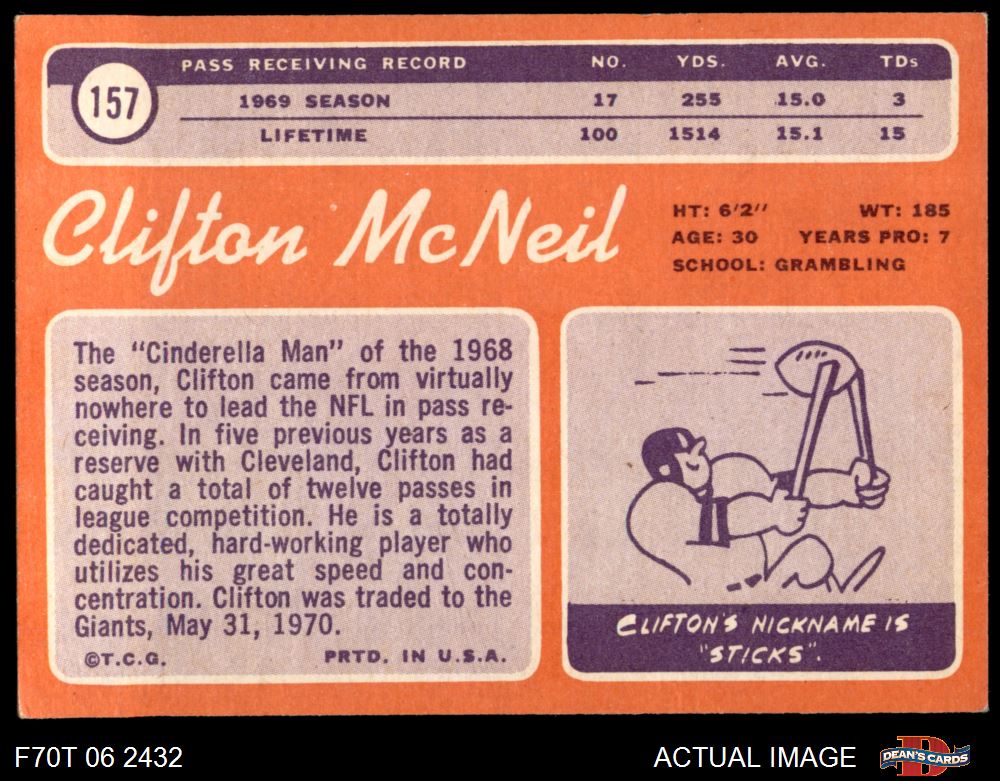 157
PASS RECEIVING RECORD NO. YDS. AVG. TDs
1969 SEASON 17 255 15.0 3
LIFETIME 100 1514 15.1 15
Clifton McNeil
HT: 6'2" WT: 185
AGE: 30 YEARS PRO: 7
SCHOOL: GRAMBLING
The "Cinderella Man" of the 1968
season, Clifton came from virtually
nowhere to lead the NFL in pass re-
ceiving. In five previous years as a
reserve with Cleveland, Clifton had
caught a total of twelve passes in
league competition. He is a totally
dedicated, hard-working player who
utilizes his great speed and con-
centration. Clifton was traded to the
Giants, May 31, 1970.
©T.C.G. PRTD. IN U.S.A.
CLIFTON'S NICKNAME IS
"STICKS".
F70T 06 2432 ACTUAL IMAGE DEAN'S CARDS